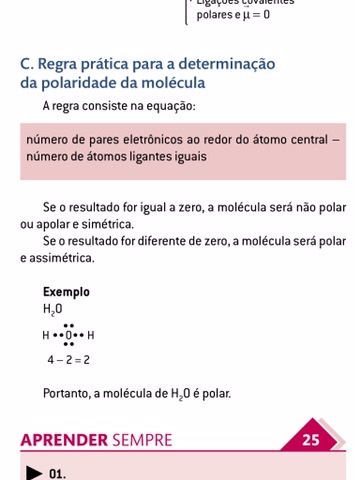 • Ligações covalentes
polares e μ⃗ = 0
C. Regra prática para a determinação
da polaridade da molécula
A regra consiste na equação:
número de pares eletrônicos ao redor do átomo central –
número de átomos ligantes iguais
Se o resultado for igual a zero, a molécula será não polar
ou apolar e simétrica.
Se o resultado for diferente de zero, a molécula será polar
e assimétrica.
Exemplo
H₂O
••
H ••O•• H
••
4 – 2 = 2
Portanto, a molécula de H₂O é polar.
APRENDER SEMPRE 25
01.